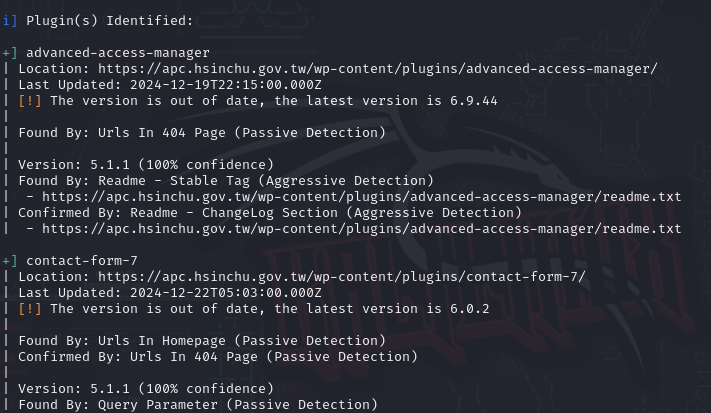 i] Plugin(s) Identified:
+] advanced-access-manager
| Location: https://apc.hsinchu.gov.tw/wp-content/plugins/advanced-access-manager/
| Last Updated: 2024-12-19T22:15:00.000Z
| [!] The version is out of date, the latest version is 6.9.44
|
| Found By: Urls In 404 Page (Passive Detection)
|
| Version: 5.1.1 (100% confidence)
| Found By: Readme - Stable Tag (Aggressive Detection)
|  - https://apc.hsinchu.gov.tw/wp-content/plugins/advanced-access-manager/readme.txt
| Confirmed By: Readme - ChangeLog Section (Aggressive Detection)
|  - https://apc.hsinchu.gov.tw/wp-content/plugins/advanced-access-manager/readme.txt
+] contact-form-7
| Location: https://apc.hsinchu.gov.tw/wp-content/plugins/contact-form-7/
| Last Updated: 2024-12-22T05:03:00.000Z
| [!] The version is out of date, the latest version is 6.0.2
|
| Found By: Urls In Homepage (Passive Detection)
| Confirmed By: Urls In 404 Page (Passive Detection)
|
| Version: 5.1.1 (100% confidence)
| Found By: Query Parameter (Passive Detection)